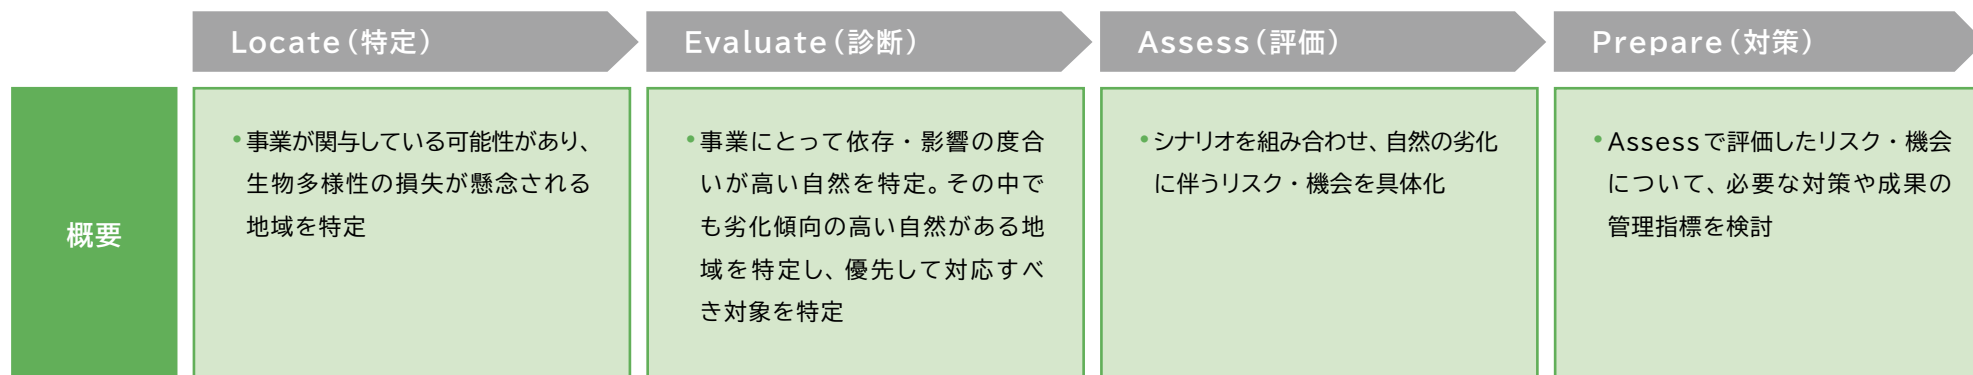 Locate（特定）
Evaluate（診断）
Assess（評価）
Prepare（対策）
概要
•事業が関与している可能性があり、
生物多様性の損失が懸念される
地域を特定
•事業にとって依存・影響の度合
いが高い自然を特定。その中で
も劣化傾向の高い自然がある地
域を特定し、優先して対応すべ
き対象を特定
•シナリオを組み合わせ、自然の劣化
に伴うリスク・機会を具体化
•Assessで評価したリスク・機会
について、必要な対策や成果の
管理指標を検討